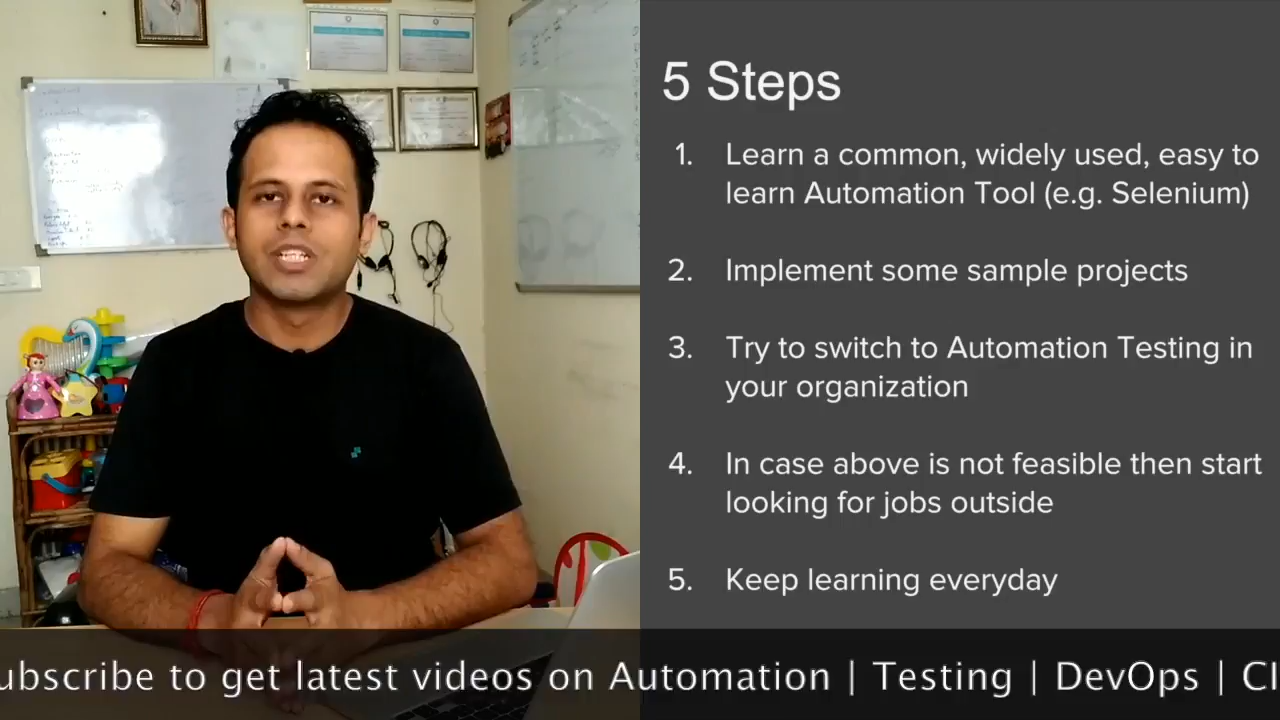 5 Steps
1. Learn a common, widely used, easy to
learn Automation Tool (e.g. Selenium)
2. Implement some sample projects
3. Try to switch to Automation Testing in
your organization
4. In case above is not feasible then start
looking for jobs outside
5. Keep learning everyday
ubscribe to get latest videos on Automation | Testing | DevOps | Cl